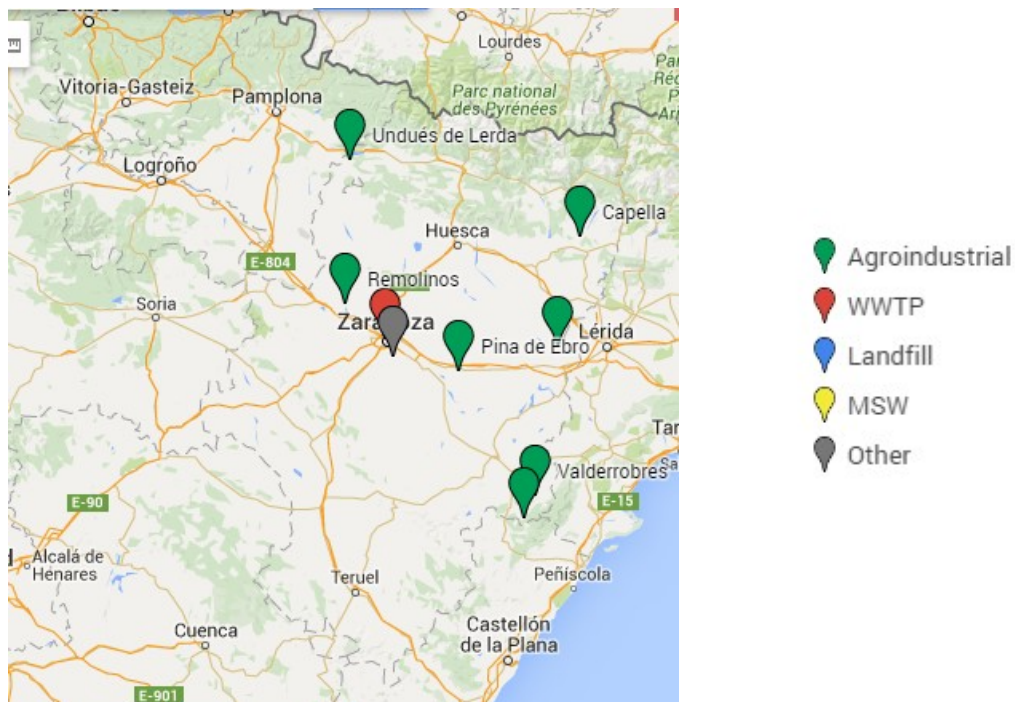 Lourdes
Vitoria-Gasteiz
Pamplona
Parc national
des Pyrénées
Undués de Lerda
Logroño
Capella
Huesca
E-804
Remolinos
Soria
Lérida
Pina de Ebro
Valderrobres
E-90
E-15
Alcalá de
Henares
Teruel
Peñíscola
Cuenca
Castellón
de la Plana
E-901
Agroindustrial
WWTP
Landfill
MSW
Other